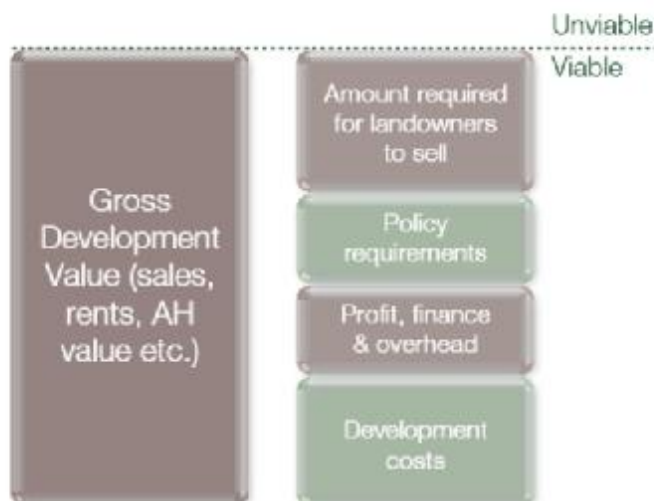 Unviable
Viable
Gross
Development
Value (sales,
rents, AH
value etc.)
Amount required
for landowners
to sell
Policy
requirements
Profit, finance
& overhead
Development
costs